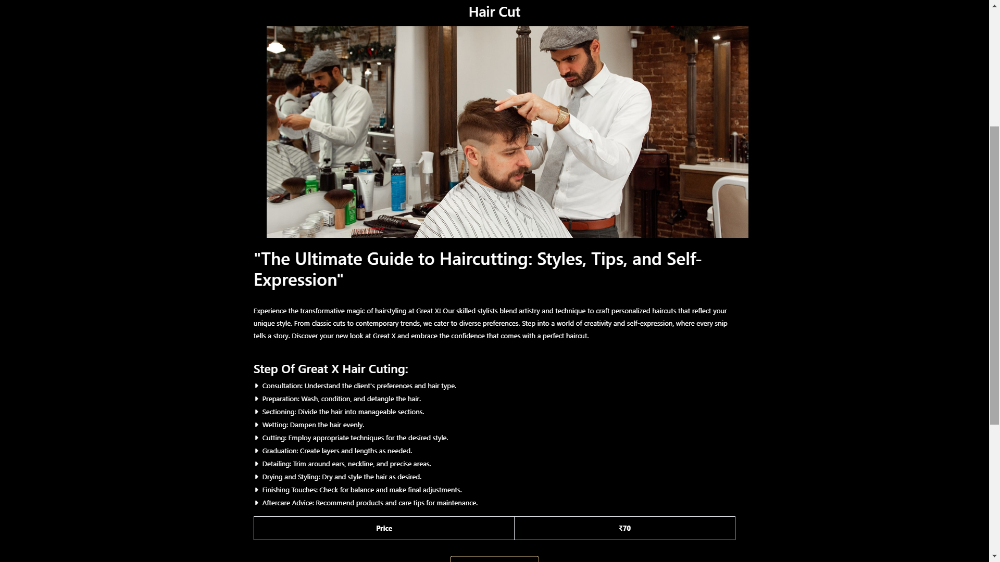 Hair Cut
"The Ultimate Guide to Haircutting: Styles, Tips, and Self-
Expression"
Experience the transformative magic of hairstyling at Great X! Our skilled stylists blend artistry and technique to craft personalized haircuts that reflect your
unique style. From classic cuts to contemporary trends, we cater to diverse preferences. Step into a world of creativity and self-expression, where every snip
tells a story. Discover your new look at Great X and embrace the confidence that comes with a perfect haircut.
Step Of Great X Hair Cuting:
Consultation: Understand the client's preferences and hair type.
Preparation: Wash, condition, and detangle the hair.
Sectioning: Divide the hair into manageable sections.
Wetting: Dampen the hair evenly.
Cutting: Employ appropriate techniques for the desired style.
Graduation: Create layers and lengths as needed.
Detailing: Trim around ears, neckline, and precise areas.
Drying and Styling: Dry and style the hair as desired.
Finishing Touches: Check for balance and make final adjustments.
Aftercare Advice: Recommend products and care tips for maintenance.
Price ₹70